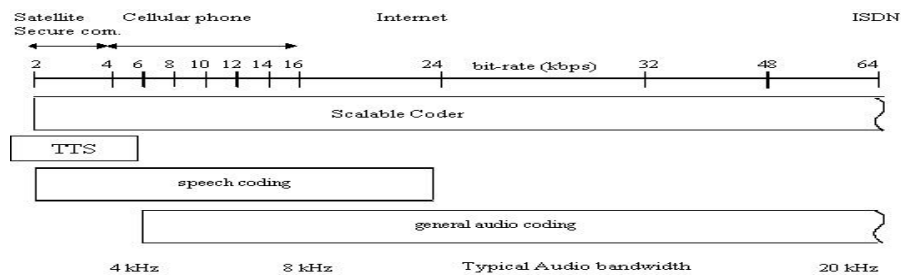 Satellite Cellular phone Internet ISDN
Secure com.
2 4 6 8 10 12 14 16 24 bit-rate (kbps) 32 48 64
Scalable Coder
TTS
speech coding
general audio coding
4 kHz 8 kHz Typical Audio bandwidth 20 kHz